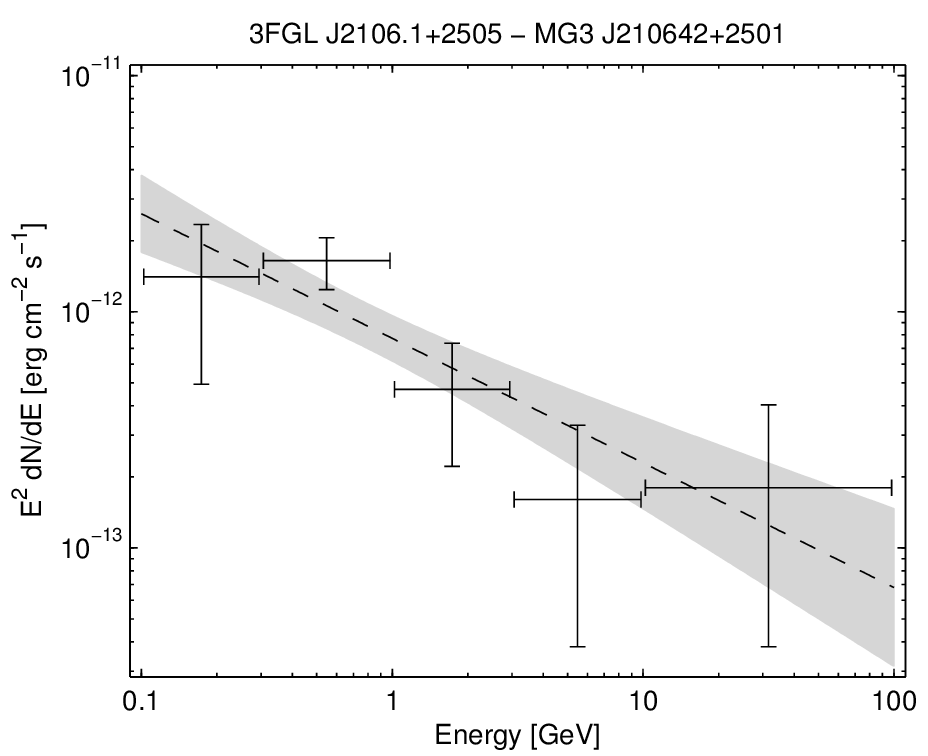 3FGL J2106.1+2505 − MG3 J210642+2501
E² dN/dE [erg cm⁻² s⁻¹]
10⁻¹¹
10⁻¹²
10⁻¹³
0.1 1 10 100
Energy [GeV]